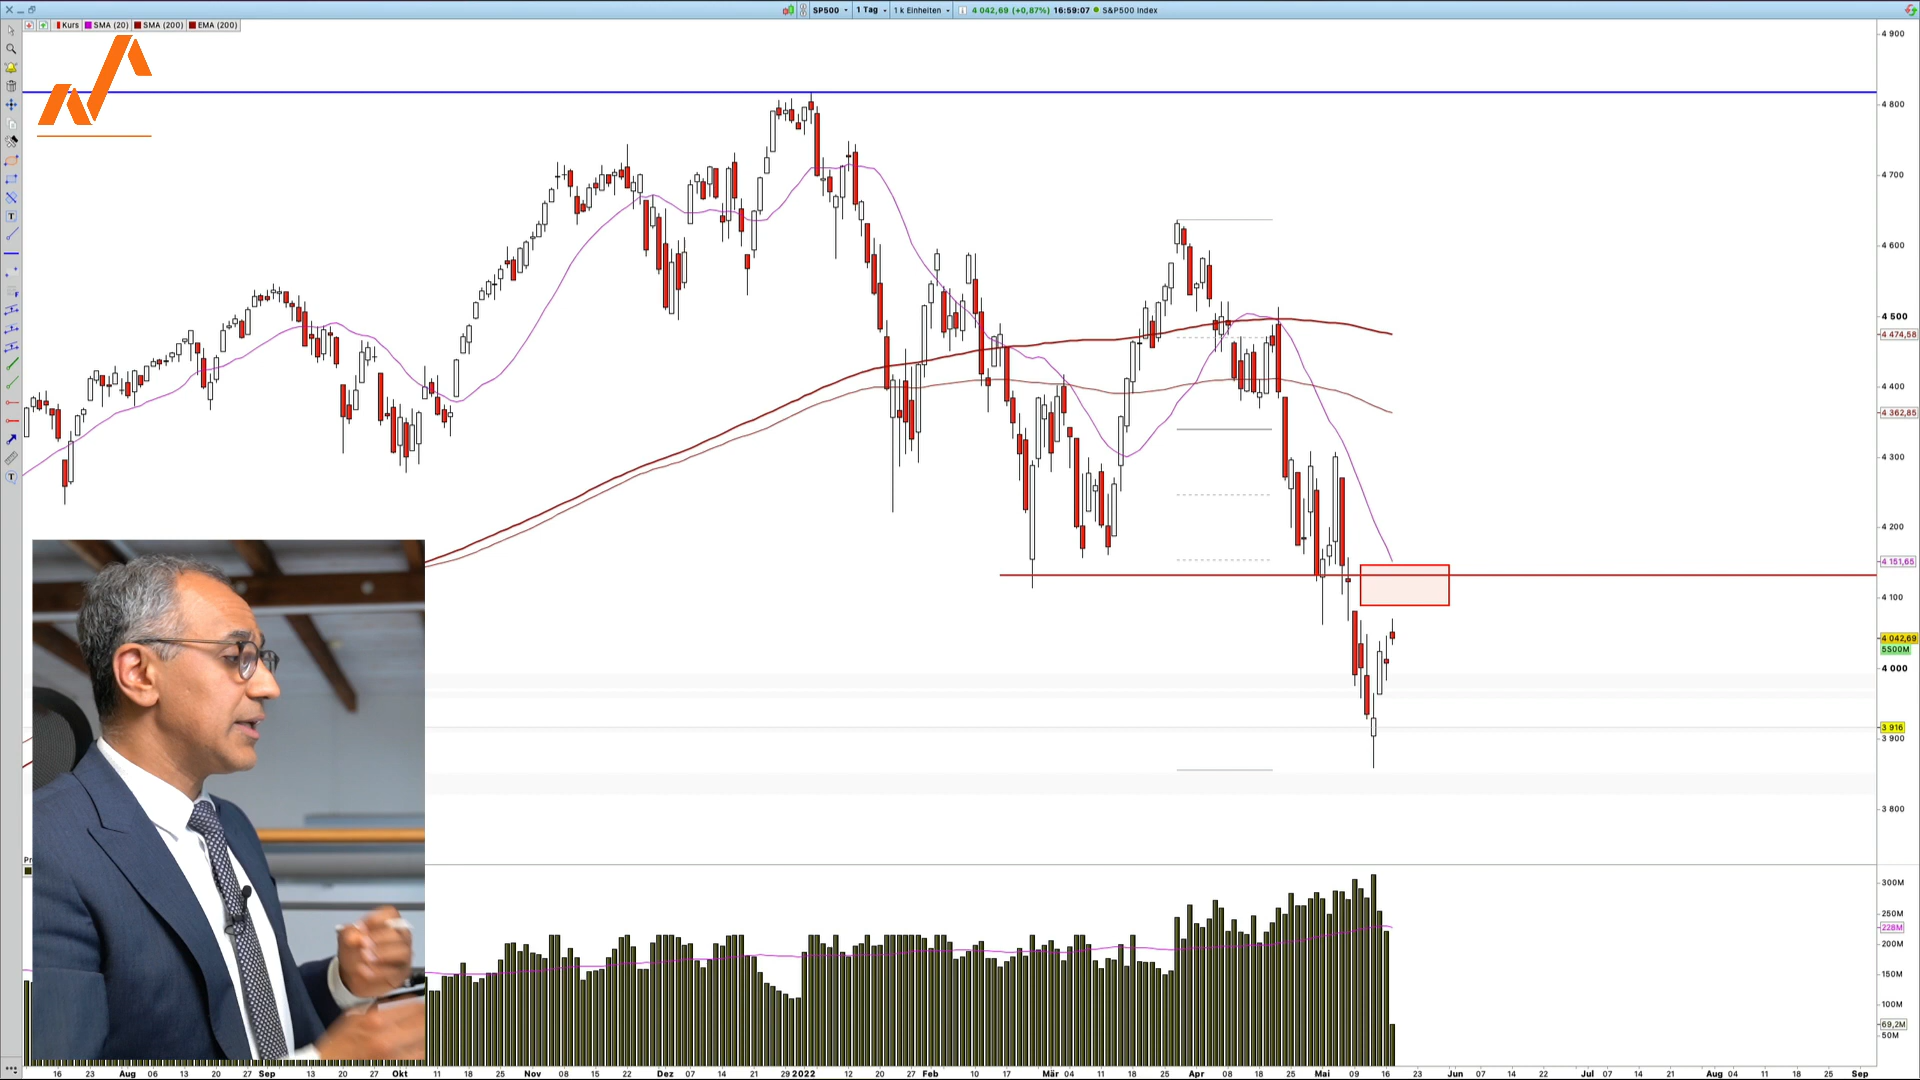 SP500 1 Tag 1 k Einheiten 4 042,69 (+0,87%) 16:59:07 S&P500 Index
Kurs SMA (20) SMA (200) EMA (200)
4 900
4 800
4 700
4 600
4 500
4 474,58
4 400
4 362,85
4 300
4 200
4 151,65
4 100
4 042,69
5S00M
4 000
3 916
3 900
3 800
300M
250M
228M
200M
150M
100M
69,2M
50M
16 23 Aug 06 13 20 27 Sep 13 20 27 Okt 11 18 25 Nov 08 15 22 Dez 07 14 21 29 2022 12 20 27 Feb 10 17 Mär 04 11 18 25 Apr 08 18 25 Mai 09 16 23 Jun 07 14 22 Jul 07 14 21 28 Aug 04 11 18 25 Sep